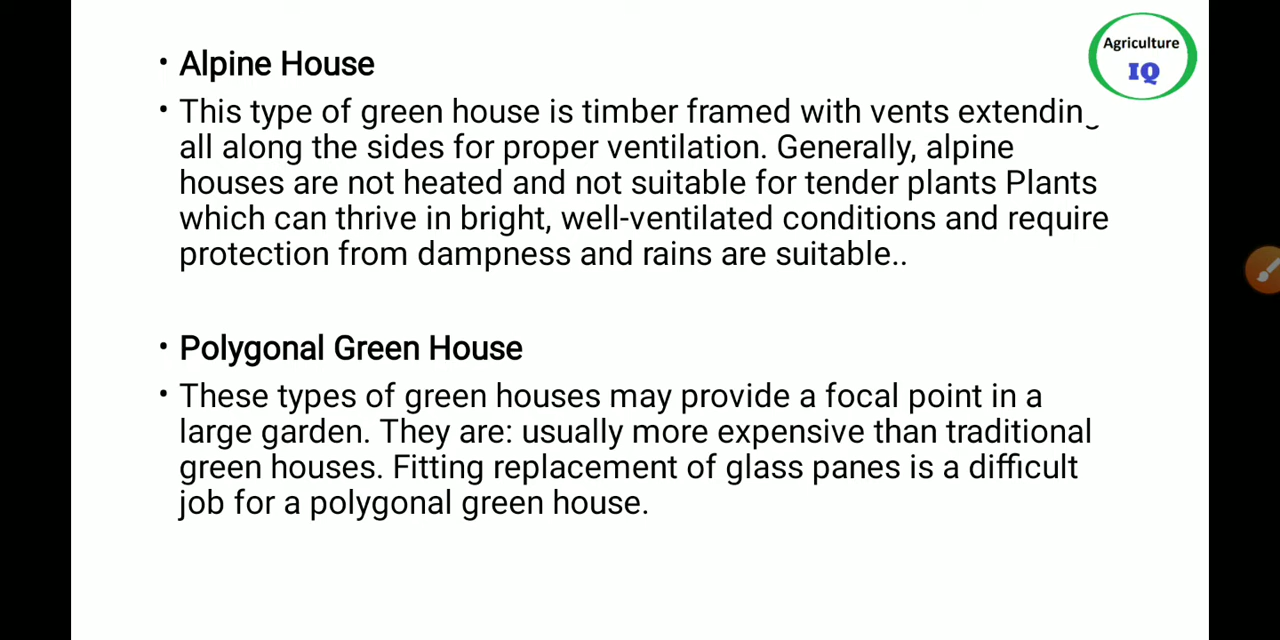 Agriculture
IQ
• Alpine House
• This type of green house is timber framed with vents extending
all along the sides for proper ventilation. Generally, alpine
houses are not heated and not suitable for tender plants Plants
which can thrive in bright, well-ventilated conditions and require
protection from dampness and rains are suitable..
• Polygonal Green House
• These types of green houses may provide a focal point in a
large garden. They are: usually more expensive than traditional
green houses. Fitting replacement of glass panes is a difficult
job for a polygonal green house.